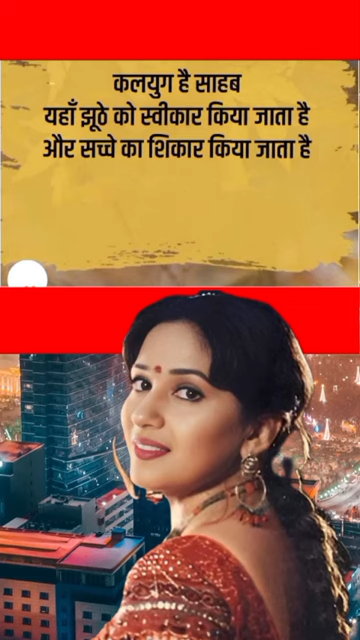 कलयुग है साहब
यहाँ झूठे को स्वीकार किया जाता है
और सच्चे का शिकार किया जाता है